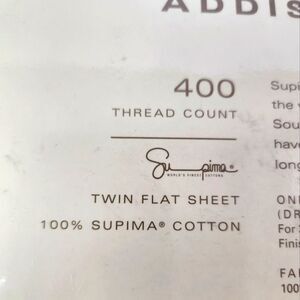 ADDIS
400
THREAD COUNT
Supima®
WORLD'S FINEST COTTONS
TWIN FLAT SHEET
100% SUPIMA® COTTON
Supi
the v
Sou
have
long
ON
(DR
For
Finis
FA
100